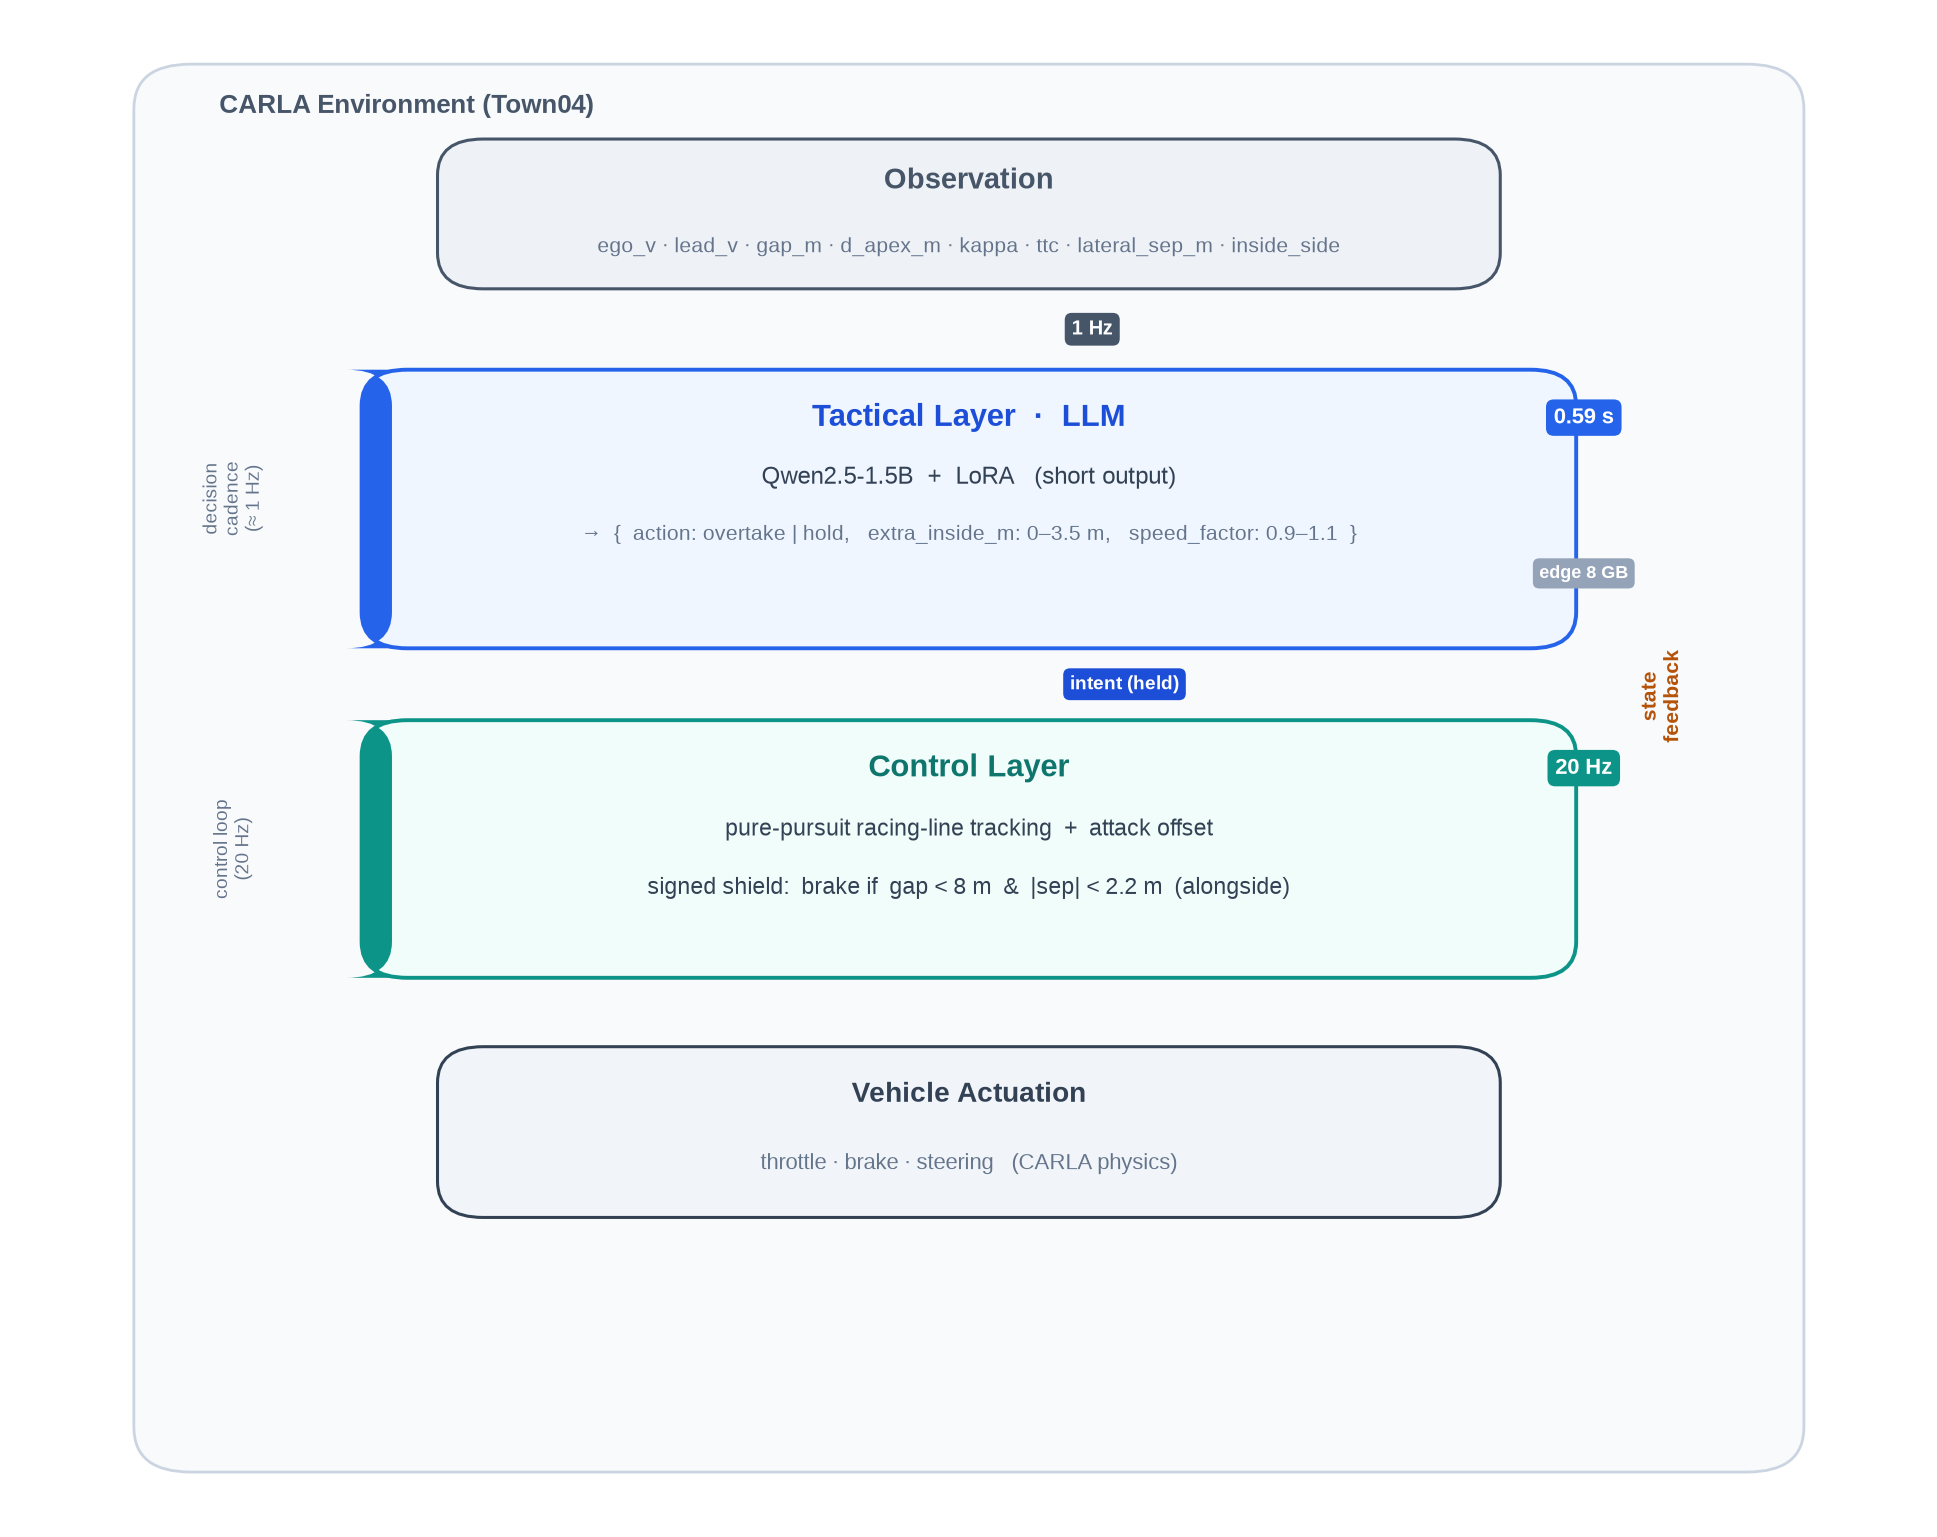 CARLA Environment (Town04)
Observation
ego_v · lead_v · gap_m · d_apex_m · kappa · ttc · lateral_sep_m · inside_side
1 Hz
Tactical Layer · LLM
0.59 s
Qwen2.5-1.5B + LoRA (short output)
decision
cadence
(≈ 1 Hz)
→ { action: overtake | hold, extra_inside_m: 0–3.5 m, speed_factor: 0.9–1.1 }
edge 8 GB
intent (held)
state
feedback
Control Layer
20 Hz
pure-pursuit racing-line tracking + attack offset
control loop
(20 Hz)
signed shield: brake if gap < 8 m & |sep| < 2.2 m (alongside)
Vehicle Actuation
throttle · brake · steering (CARLA physics)